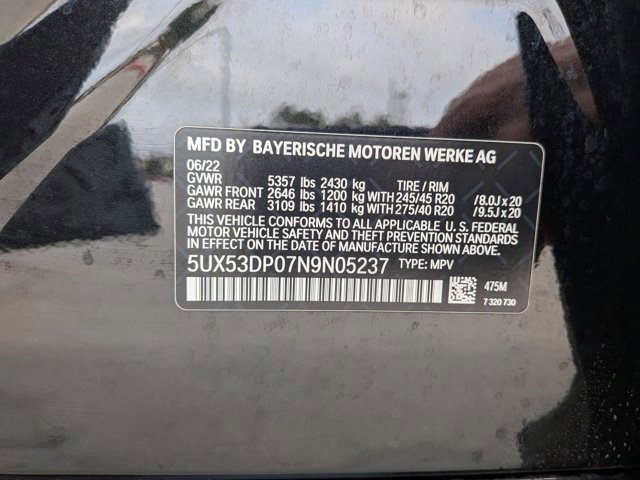 MFD BY BAYERISCHE MOTOREN WERKE AG
06/22
GVWR 5357 lbs 2430 kg TIRE / RIM
GAWR FRONT 2646 lbs 1200 kg WITH 245/45 R20 /8.0J x 20
GAWR REAR 3109 lbs 1410 kg WITH 275/40 R20 /9.5J x 20
THIS VEHICLE CONFORMS TO ALL APPLICABLE U. S. FEDERAL
MOTOR VEHICLE SAFETY AND THEFT PREVENTION STANDARDS
IN EFFECT ON THE DATE OF MANUFACTURE SHOWN ABOVE.
5UX53DP07N9N05237 TYPE: MPV
475M
7 320 730